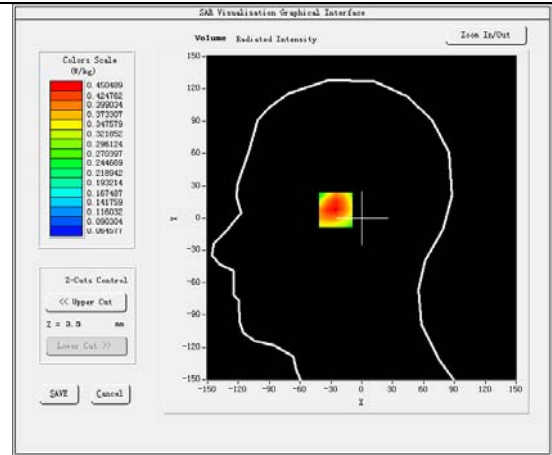 SAR Visualisation Graphical Interface
Volume Radiated Intensity
Zoom In/Out
Colors Scale
(W/kg)
0.450489
0.424762
0.399034
0.373307
0.347579
0.321852
0.296124
0.270397
0.244669
0.218942
0.193214
0.167487
0.141759
0.116032
0.090304
0.064577
Z-Cuts Control
<< Upper Cut
Z = 3.5 mm
Lower Cut >>
SAVE Cancel
150
120
90
60
30
0
-30
-60
-90
-120
-150
Y
-150 -120 -90 -60 -30 0 30 60 90 120 150
X